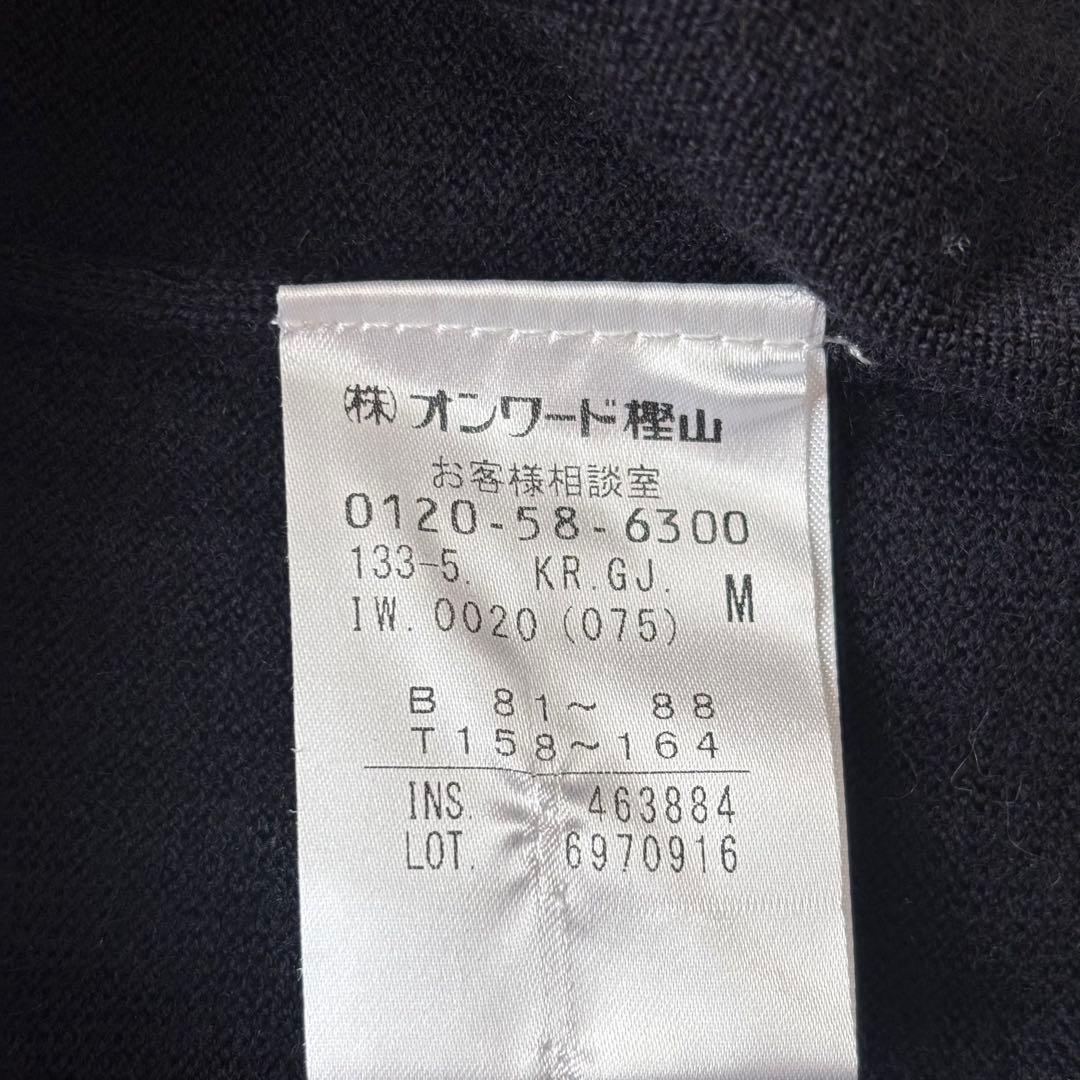 (株)オンワード樫山
お客様相談室
0120-58-6300
133-5. KR.GJ. M
IW.0020(075)
B 81~ 88
T158~164
INS. 463884
LOT. 6970916